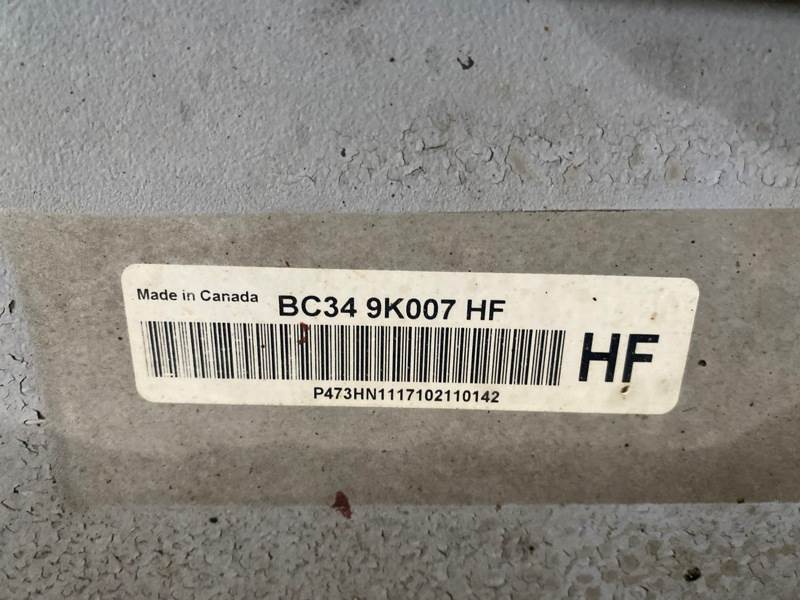 Made in Canada BC34 9K007 HF
HF
P473HN1117102110142